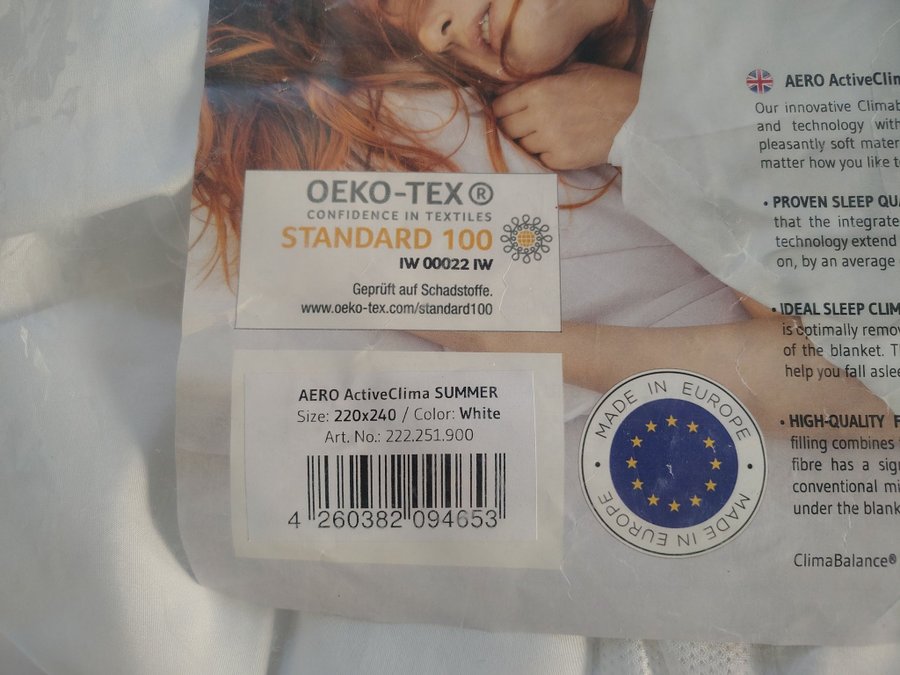 OEKO-TEX®
CONFIDENCE IN TEXTILES
STANDARD 100
IW 00022 IW
Geprüft auf Schadstoffe.
www.oeko-tex.com/standard100
AERO ActiveClima SUMMER
Size: 220x240 / Color: White
Art. No.: 222.251.900
4 260382 094653
MADE IN EUROPE
MADE IN EUROPE
AERO ActiveClim
Our innovative Climab
and technology with
pleasantly soft mater
matter how you like t
• PROVEN SLEEP QUA
that the integrate
technology extend
on, by an average
• IDEAL SLEEP CLIM
is optimally remov
of the blanket. T
help you fall aslee
• HIGH-QUALITY F
filling combines
fibre has a sig
conventional mi
under the blank
ClimaBalance®